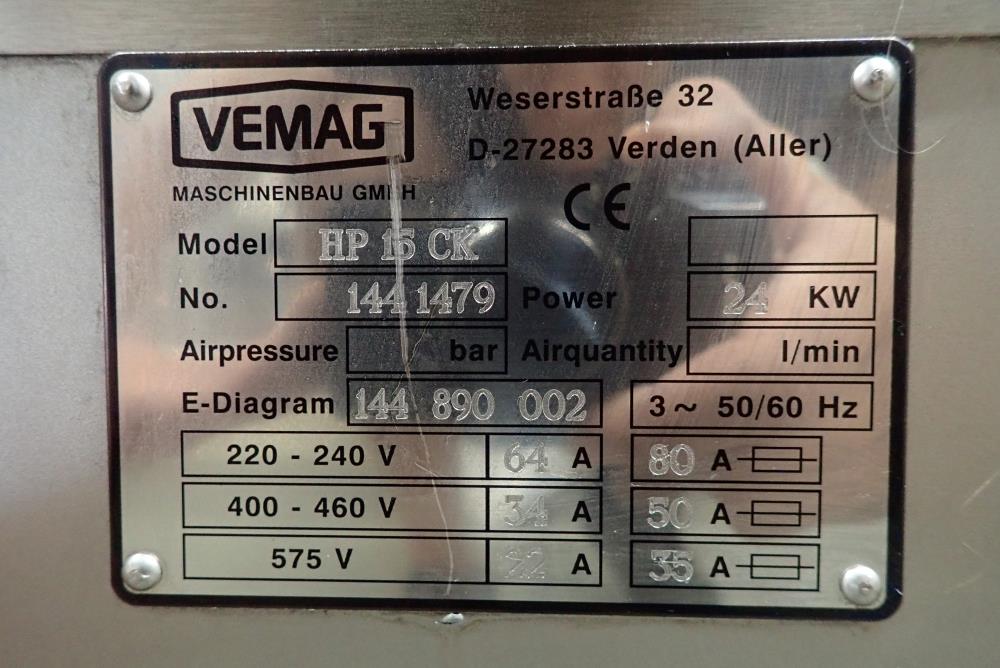 VEMAG
MASCHINENBAU GMBH
Weserstraße 32
D-27283 Verden (Aller)
CE
Model HP 15 CK
No. 144 1479 Power 24 KW
Airpressure bar Airquantity l/min
E-Diagram 144 890 002 3 ~ 50/60 Hz
220 - 240 V 64 A 80 A
400 - 460 V 34 A 50 A
575 V 22 A 35 A